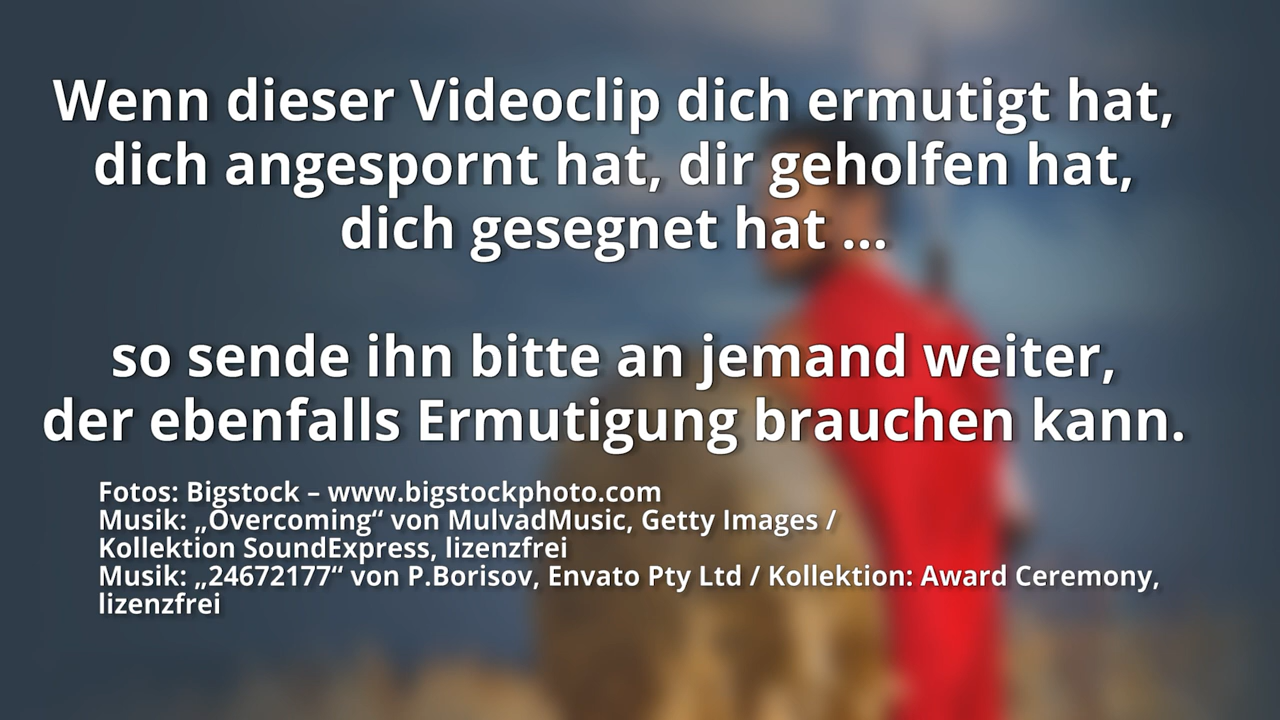 Wenn dieser Videoclip dich ermutigt hat,
dich angespornt hat, dir geholfen hat,
dich gesegnet hat ...
so sende ihn bitte an jemand weiter,
der ebenfalls Ermutigung brauchen kann.
Fotos: Bigstock – www.bigstockphoto.com
Musik: „Overcoming“ von MulvadMusic, Getty Images /
Kollektion SoundExpress, lizenzfrei
Musik: „24672177“ von P.Borisov, Envato Pty Ltd / Kollektion: Award Ceremony,
lizenzfrei